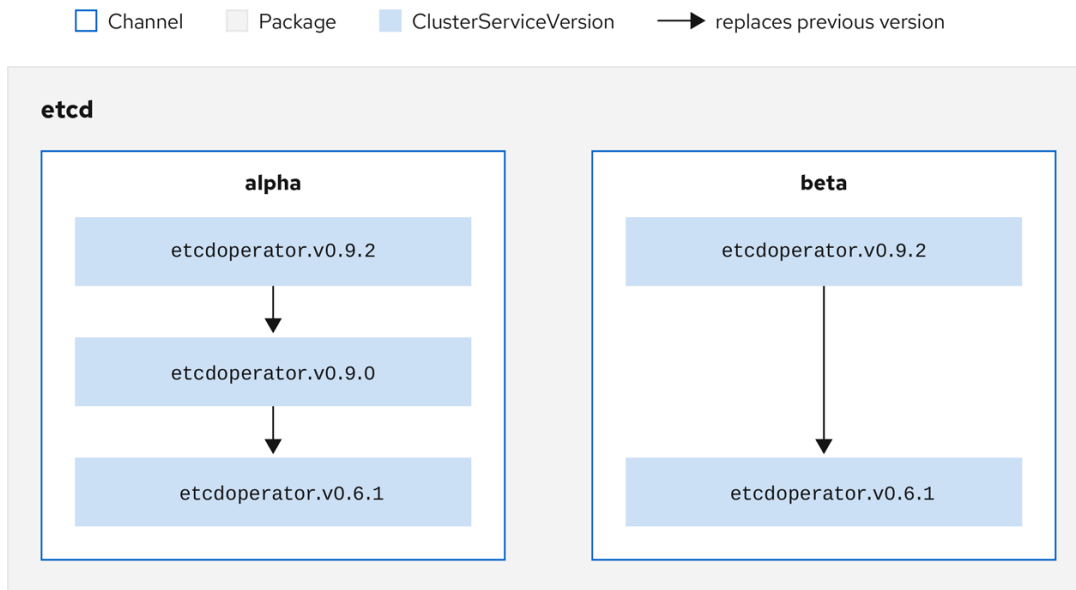 Channel Package ClusterServiceVersion replaces previous version
etcd
alpha
etcdoperator.v0.9.2
etcdoperator.v0.9.0
etcdoperator.v0.6.1
beta
etcdoperator.v0.9.2
etcdoperator.v0.6.1